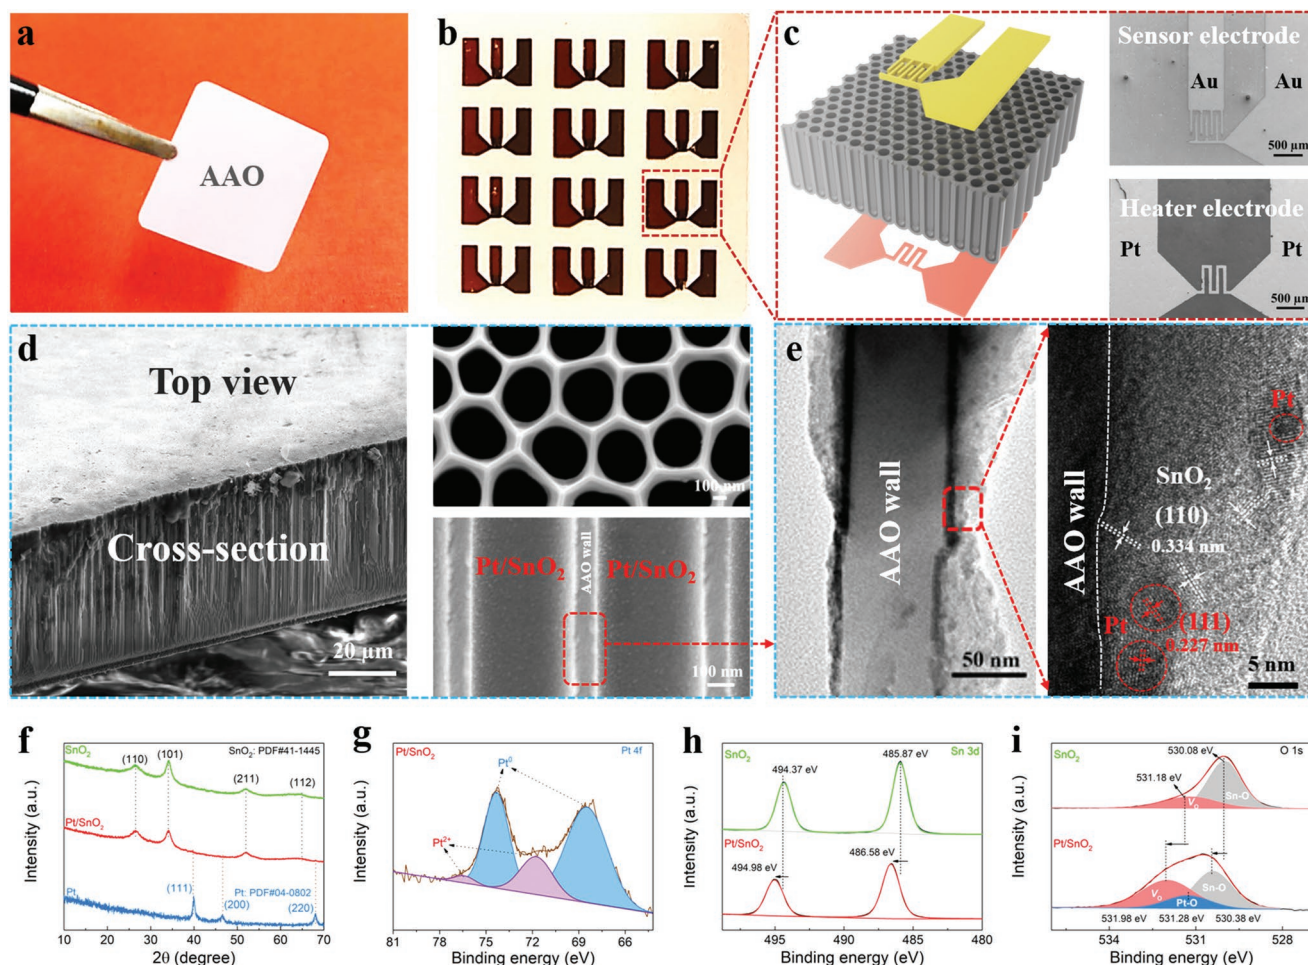 a
AAO
b
c
Sensor electrode
Au
Au
500 µm
Heater electrode
Pt
Pt
500 µm
d
Top view
Cross-section
20 µm
100 nm
Pt/SnO₂
AAO wall
Pt/SnO₂
100 nm
e
AAO wall
50 nm
AAO wall
Pt
SnO₂
(110)
0.334 nm
Pt
(111)
0.227 nm
5 nm
f
SnO₂
SnO₂: PDF#41-1445
(110)
(101)
(211)
(112)
Pt/SnO₂
Pt
(111)
Pt: PDF#04-0802
(200)
(220)
Intensity (a.u.)
10 20 30 40 50 60 70
2θ (degree)
g
Pt/SnO₂
Pt 4f
Pt⁰
Pt²⁺
Intensity (a.u.)
81 78 75 72 69 66
Binding energy (eV)
h
SnO₂
Sn 3d
485.87 eV
494.37 eV
Pt/SnO₂
486.58 eV
494.98 eV
Intensity (a.u.)
495 490 485 480
Binding energy (eV)
i
SnO₂
530.08 eV
O 1s
531.18 eV
Sn-O
V₀
Pt/SnO₂
Sn-O
V₀
Pt-O
531.98 eV
531.28 eV
530.38 eV
Intensity (a.u.)
534 531 528
Binding energy (eV)